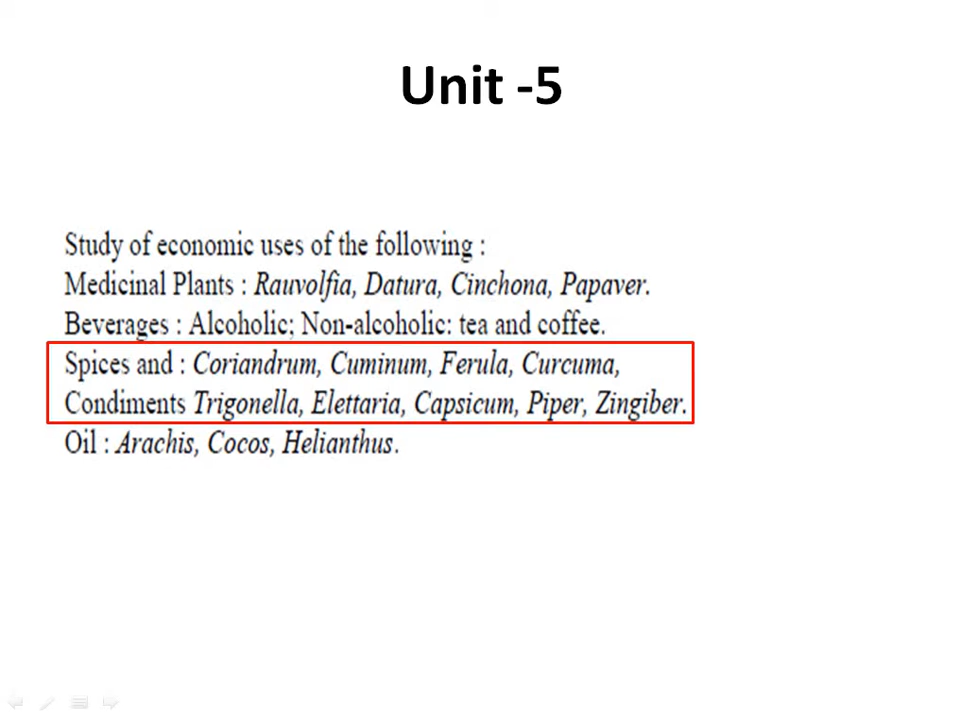 Unit -5
Study of economic uses of the following :
Medicinal Plants : Rauvolfia, Datura, Cinchona, Papaver.
Beverages : Alcoholic; Non-alcoholic: tea and coffee.
Spices and : Coriandrum, Cuminum, Ferula, Curcuma,
Condiments Trigonella, Elettaria, Capsicum, Piper, Zingiber.
Oil : Arachis, Cocos, Helianthus.